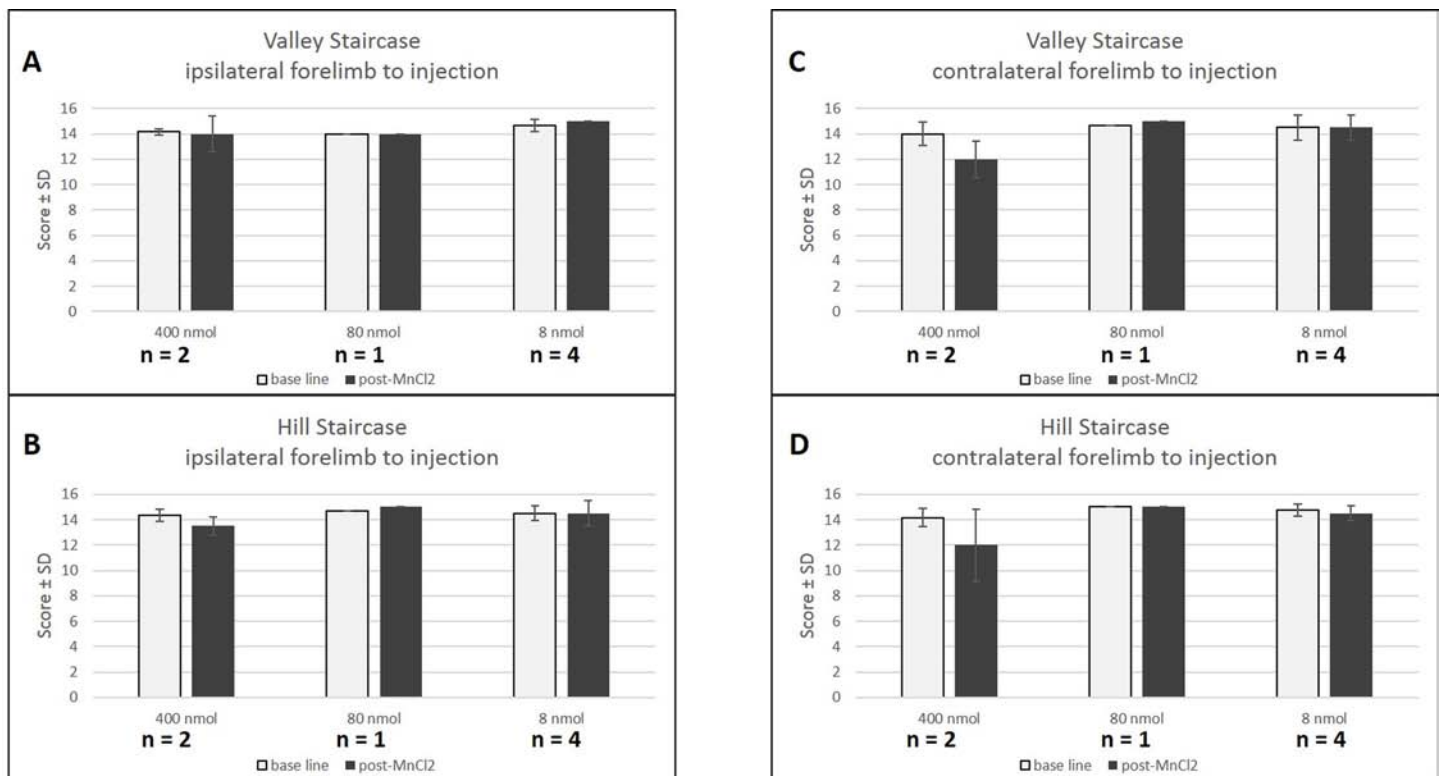 A
Valley Staircase
ipsilateral forelimb to injection
Score ± SD
16
14
12
10
8
6
4
2
0
400 nmol 80 nmol 8 nmol
n = 2 n = 1 n = 4
base line post-MnCl2
B
Hill Staircase
ipsilateral forelimb to injection
Score ± SD
16
14
12
10
8
6
4
2
0
400 nmol 80 nmol 8 nmol
n = 2 n = 1 n = 4
base line post-MnCl2
C
Valley Staircase
contralateral forelimb to injection
Score ± SD
16
14
12
10
8
6
4
2
0
400 nmol 80 nmol 8 nmol
n = 2 n = 1 n = 4
base line post-MnCl2
D
Hill Staircase
contralateral forelimb to injection
Score ± SD
16
14
12
10
8
6
4
2
0
400 nmol 80 nmol 8 nmol
n = 2 n = 1 n = 4
base line post-MnCl2